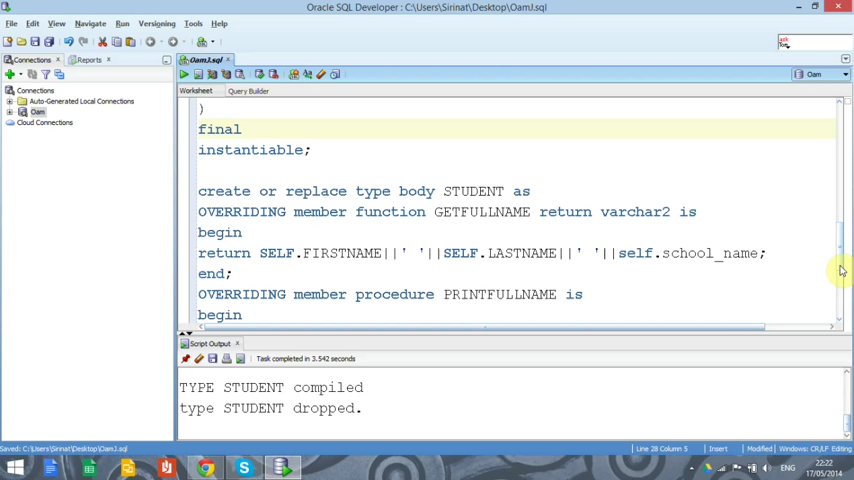 Oracle SQL Developer : C:\Users\Sirinat\Desktop\OamJ.sql
File Edit View Navigate Run Versioning Tools Help
Connections Reports OamJ.sql
Oam
Worksheet Query Builder
Connections
Auto-Generated Local Connections
Oam
Cloud Connections
)
final
instantiable;
create or replace type body STUDENT as
OVERRIDING member function GETFULLNAME return varchar2 is
begin
return SELF.FIRSTNAME||' '||SELF.LASTNAME||' '||self.school_name;
end;
OVERRIDING member procedure PRINTFULLNAME is
begin
Script Output
Task completed in 3.542 seconds
TYPE STUDENT compiled
type STUDENT dropped.
Saved: C:\Users\Sirinat\Desktop\OamJ.sql Line 28 Column 5 Insert Modified Windows: CR/LF Editing
ENG
22:22
17/05/2014